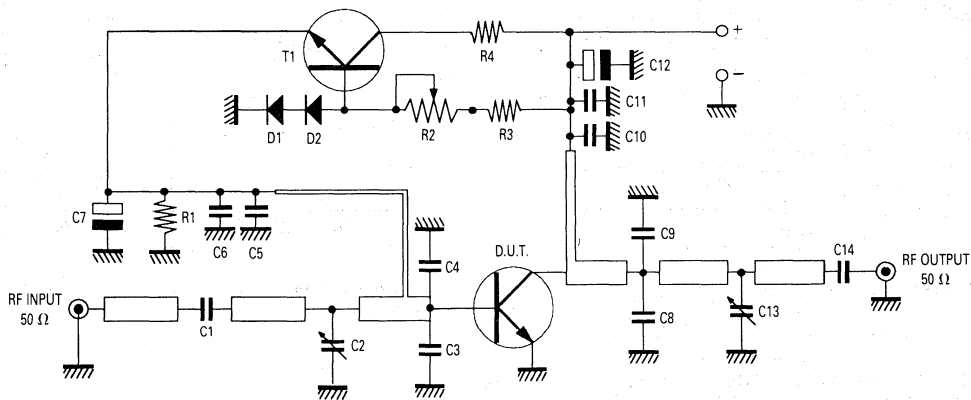 T1
R4
+
C12
−
C11
D1
D2
R2
R3
C10
C7
R1
C6
C5
C9
C4
D.U.T.
C14
RF OUTPUT
50 Ω
RF INPUT
50 Ω
C1
C2
C3
C8
C13